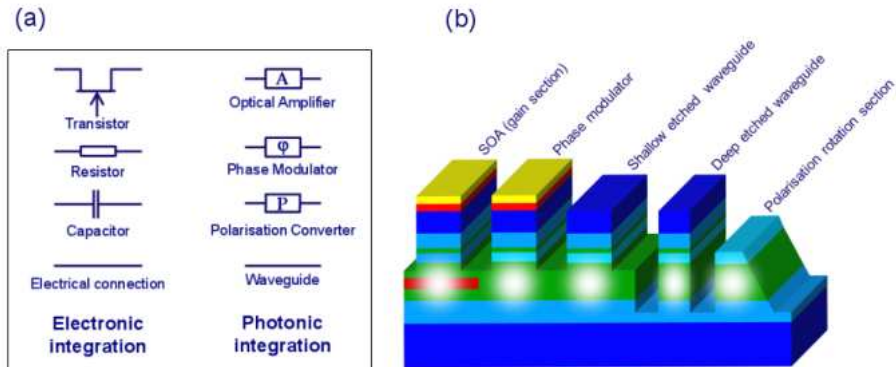 (a)
Transistor
Resistor
Capacitor
Electrical connection
Electronic
integration
A
Optical Amplifier
φ
Phase Modulator
P
Polarisation Converter
Waveguide
Photonic
integration
(b)
SOA (gain section)
Phase modulator
Shallow etched waveguide
Deep etched waveguide
Polarisation rotation section